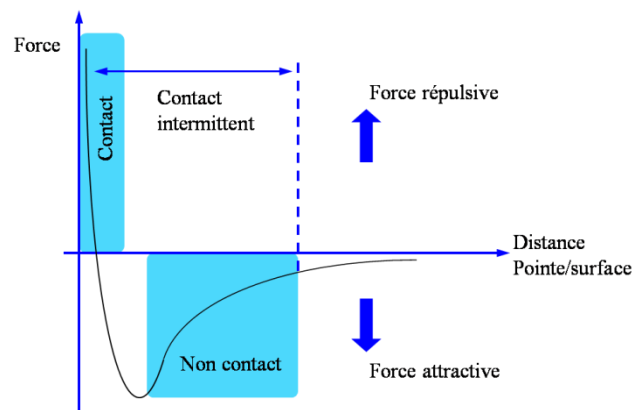 Force
Contact
Contact
intermittent
Force répulsive
Distance
Pointe/surface
Non contact
Force attractive